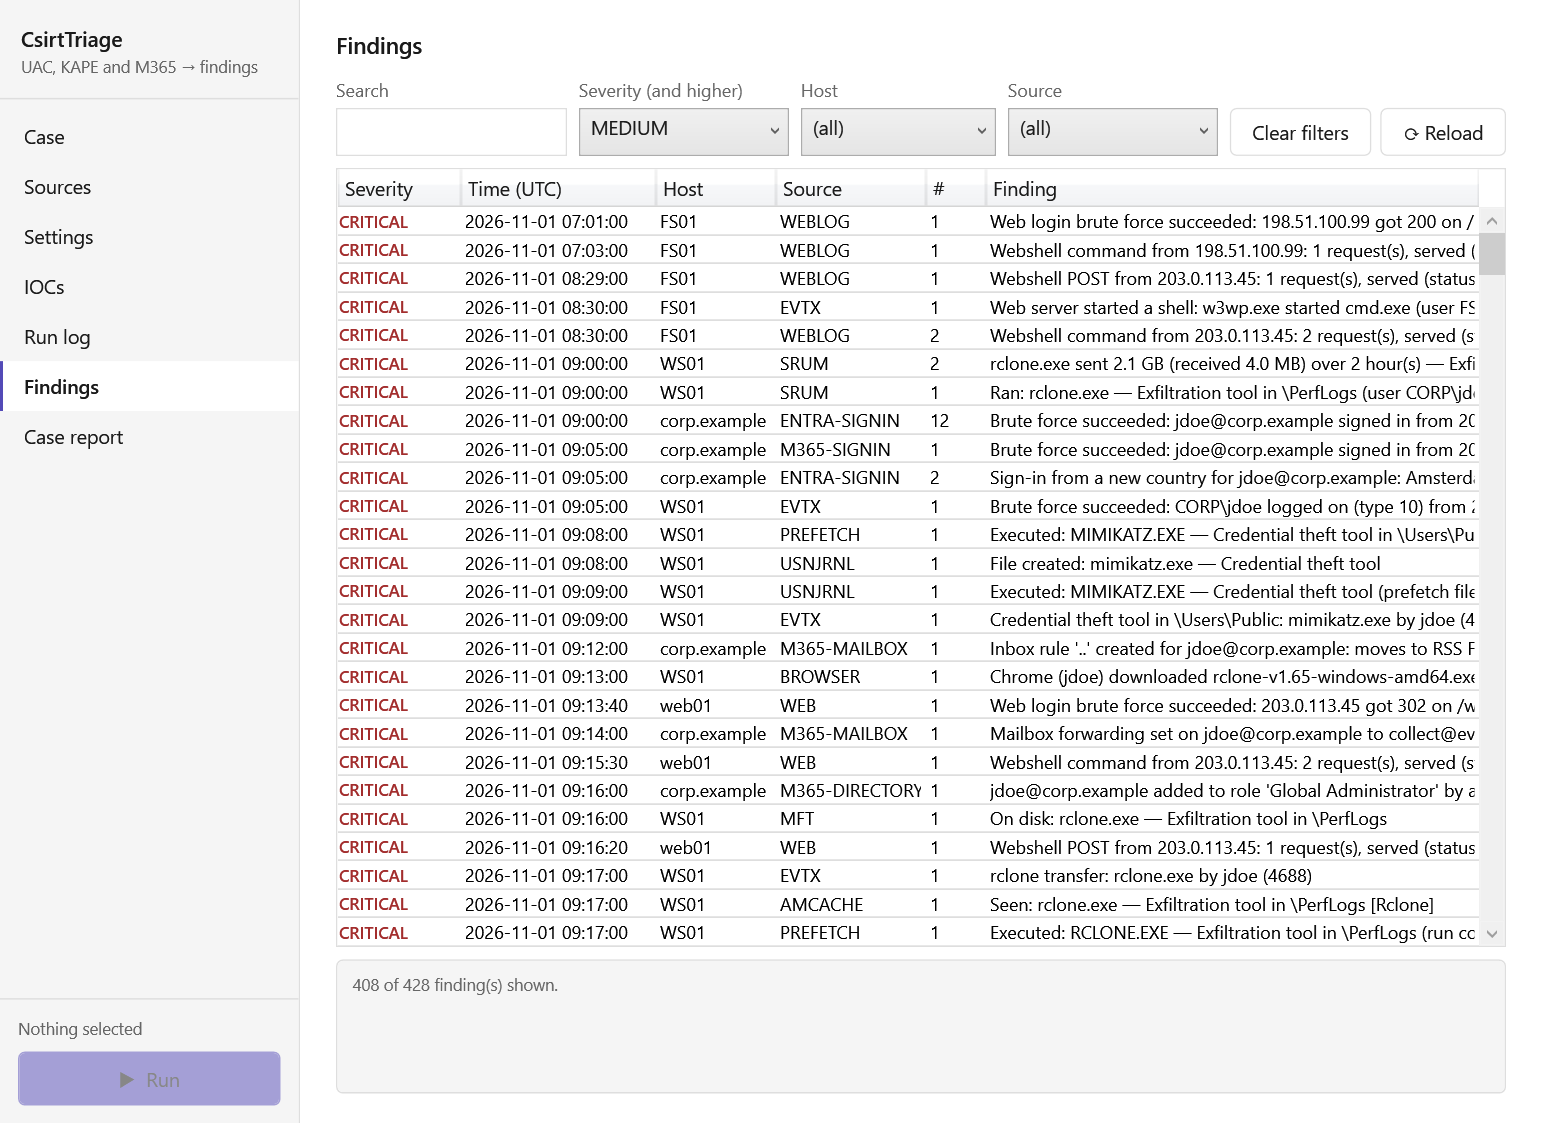 CsirtTriage
UAC, KAPE and M365 → findings
Case
Sources
Settings
IOCs
Run log
Findings
Case report
Nothing selected
▶ Run
Findings
Search Severity (and higher) Host Source
MEDIUM (all) (all) Clear filters ⟳ Reload
Severity Time (UTC) Host Source # Finding
CRITICAL 2026-11-01 07:01:00 FS01 WEBLOG 1 Web login brute force succeeded: 198.51.100.99 got 200 on /
CRITICAL 2026-11-01 07:03:00 FS01 WEBLOG 1 Webshell command from 198.51.100.99: 1 request(s), served (
CRITICAL 2026-11-01 08:29:00 FS01 WEBLOG 1 Webshell POST from 203.0.113.45: 1 request(s), served (status
CRITICAL 2026-11-01 08:30:00 FS01 EVTX 1 Web server started a shell: w3wp.exe started cmd.exe (user FS
CRITICAL 2026-11-01 08:30:00 FS01 WEBLOG 2 Webshell command from 203.0.113.45: 2 request(s), served (s
CRITICAL 2026-11-01 09:00:00 WS01 SRUM 2 rclone.exe sent 2.1 GB (received 4.0 MB) over 2 hour(s) — Exfi
CRITICAL 2026-11-01 09:00:00 WS01 SRUM 1 Ran: rclone.exe — Exfiltration tool in \PerfLogs (user CORP\jd
CRITICAL 2026-11-01 09:00:00 corp.example ENTRA-SIGNIN 12 Brute force succeeded: jdoe@corp.example signed in from 20
CRITICAL 2026-11-01 09:05:00 corp.example M365-SIGNIN 1 Brute force succeeded: jdoe@corp.example signed in from 20
CRITICAL 2026-11-01 09:05:00 corp.example ENTRA-SIGNIN 2 Sign-in from a new country for jdoe@corp.example: Amsterd
CRITICAL 2026-11-01 09:05:00 WS01 EVTX 1 Brute force succeeded: CORP\jdoe logged on (type 10) from 2
CRITICAL 2026-11-01 09:08:00 WS01 PREFETCH 1 Executed: MIMIKATZ.EXE — Credential theft tool in \Users\Pu
CRITICAL 2026-11-01 09:08:00 WS01 USNJRNL 1 File created: mimikatz.exe — Credential theft tool
CRITICAL 2026-11-01 09:09:00 WS01 USNJRNL 1 Executed: MIMIKATZ.EXE — Credential theft tool (prefetch file
CRITICAL 2026-11-01 09:09:00 WS01 EVTX 1 Credential theft tool in \Users\Public: mimikatz.exe by jdoe (4
CRITICAL 2026-11-01 09:12:00 corp.example M365-MAILBOX 1 Inbox rule '..' created for jdoe@corp.example: moves to RSS F
CRITICAL 2026-11-01 09:13:00 WS01 BROWSER 1 Chrome (jdoe) downloaded rclone-v1.65-windows-amd64.exe
CRITICAL 2026-11-01 09:13:40 web01 WEB 1 Web login brute force succeeded: 203.0.113.45 got 302 on /w
CRITICAL 2026-11-01 09:14:00 corp.example M365-MAILBOX 1 Mailbox forwarding set on jdoe@corp.example to collect@ev
CRITICAL 2026-11-01 09:15:30 web01 WEB 1 Webshell command from 203.0.113.45: 2 request(s), served (s
CRITICAL 2026-11-01 09:16:00 corp.example M365-DIRECTORY 1 jdoe@corp.example added to role 'Global Administrator' by a
CRITICAL 2026-11-01 09:16:00 WS01 MFT 1 On disk: rclone.exe — Exfiltration tool in \PerfLogs
CRITICAL 2026-11-01 09:16:20 web01 WEB 1 Webshell POST from 203.0.113.45: 1 request(s), served (status
CRITICAL 2026-11-01 09:17:00 WS01 EVTX 1 rclone transfer: rclone.exe by jdoe (4688)
CRITICAL 2026-11-01 09:17:00 WS01 AMCACHE 1 Seen: rclone.exe — Exfiltration tool in \PerfLogs [Rclone]
CRITICAL 2026-11-01 09:17:00 WS01 PREFETCH 1 Executed: RCLONE.EXE — Exfiltration tool in \PerfLogs (run co
408 of 428 finding(s) shown.